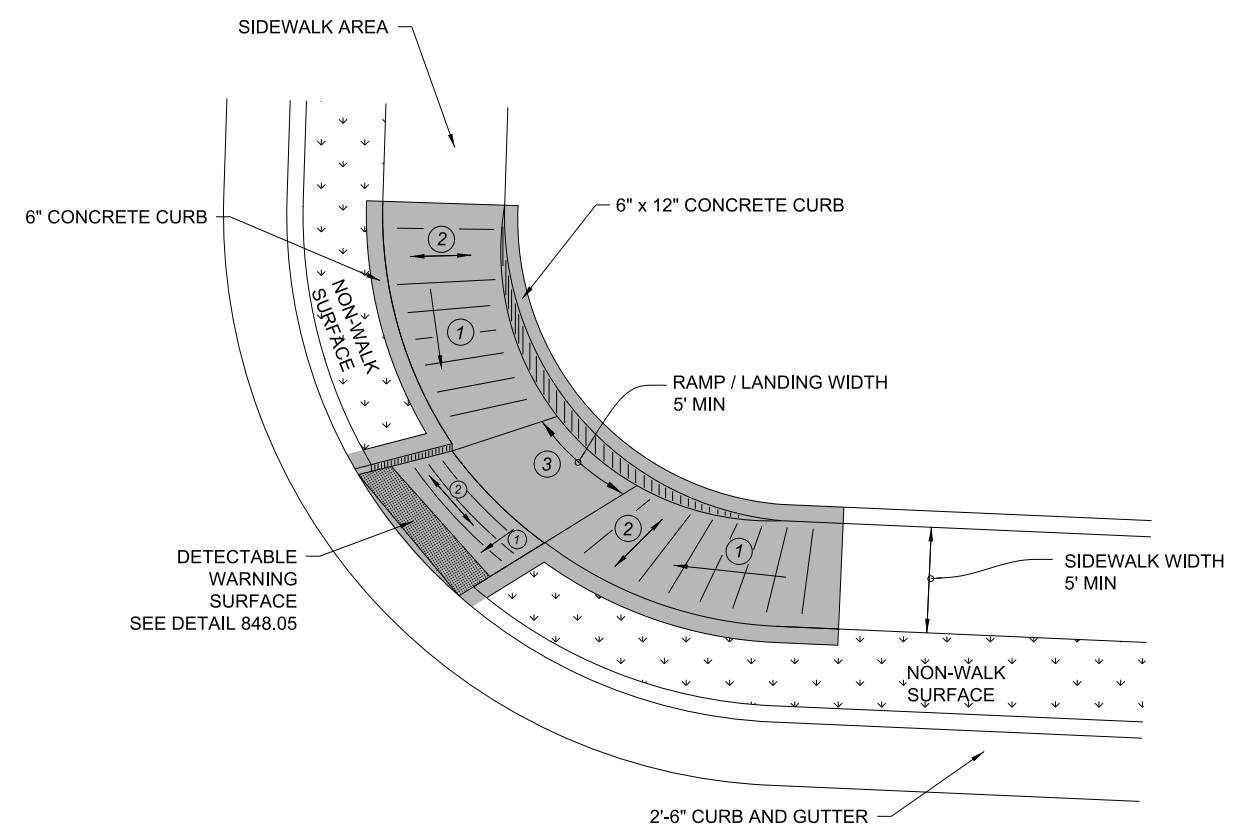 SIDEWALK AREA
6" CONCRETE CURB
6" x 12" CONCRETE CURB
2
NON-WALK
SURFACE
1
RAMP / LANDING WIDTH
5' MIN
3
2
1
2
1
DETECTABLE
WARNING
SURFACE
SEE DETAIL 848.05
SIDEWALK WIDTH
5' MIN
NON-WALK
SURFACE
2'-6" CURB AND GUTTER